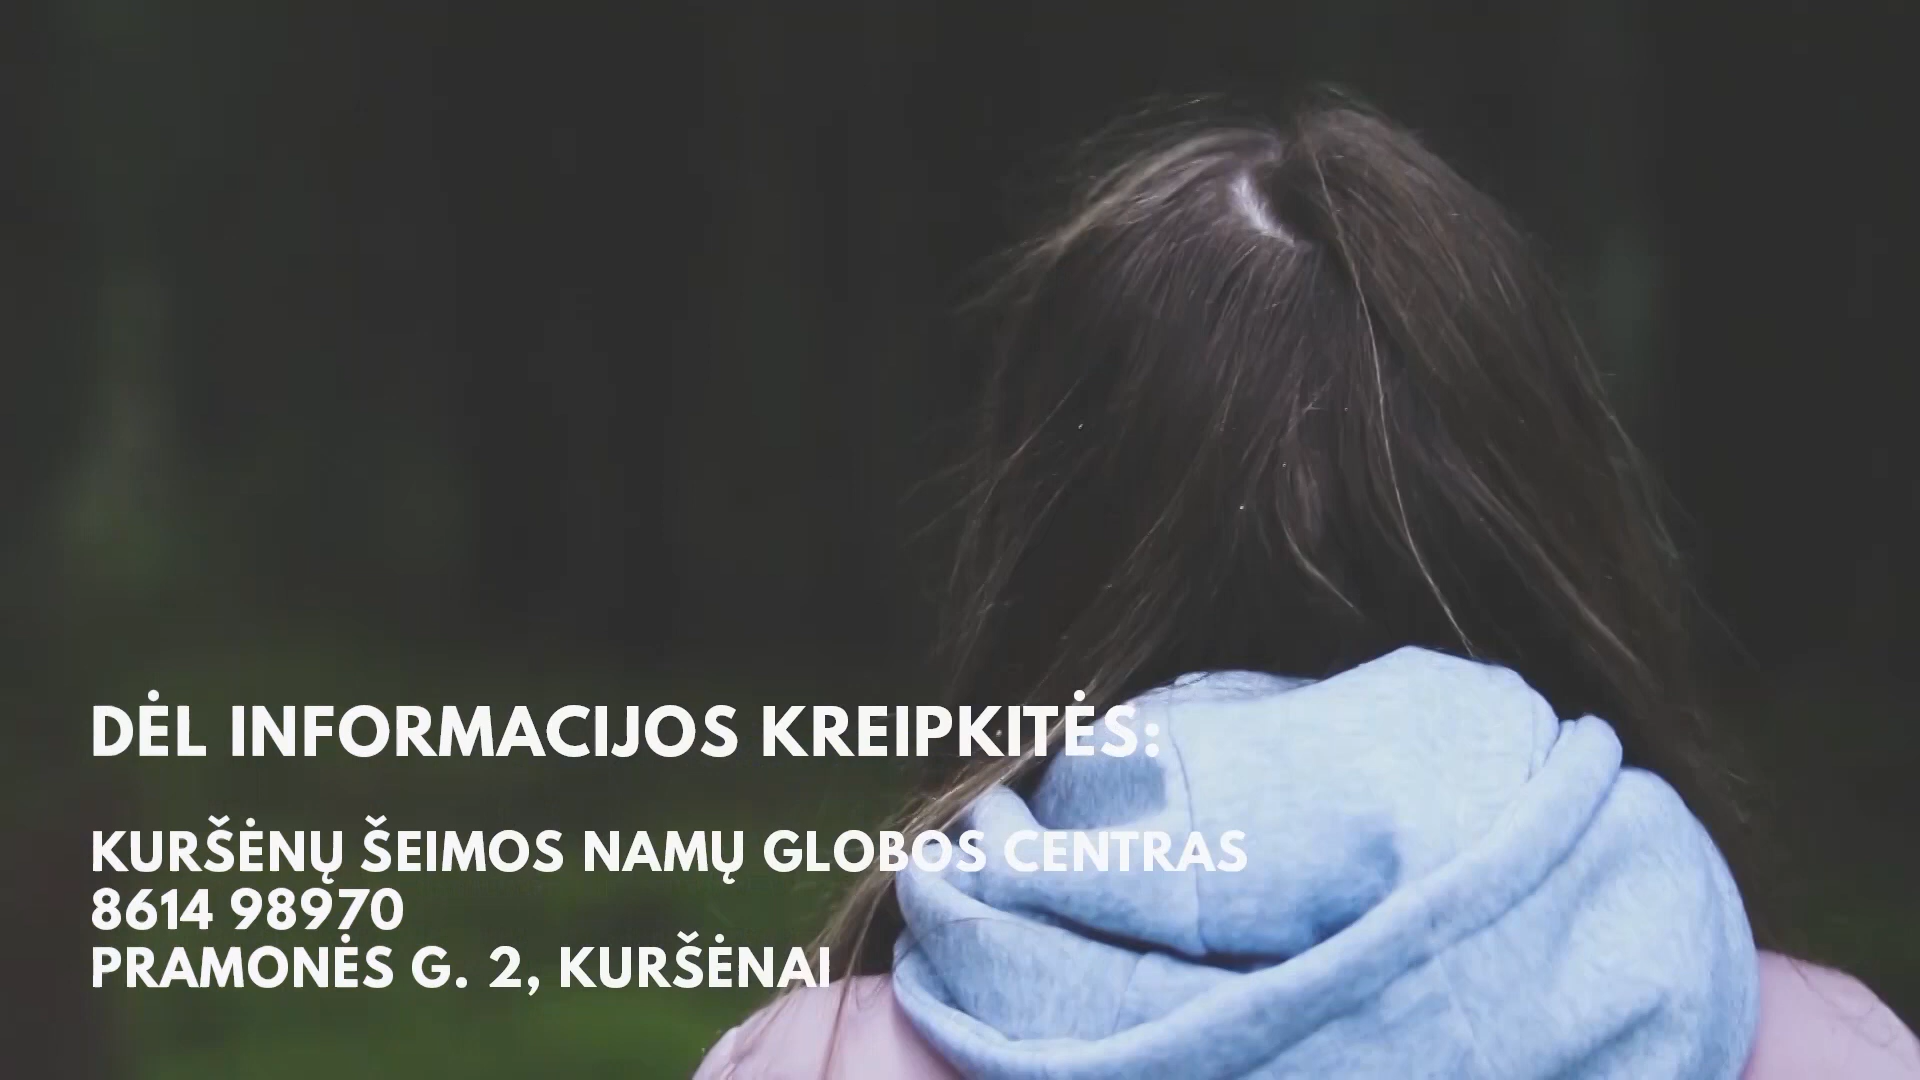 DĖL INFORMACIJOS KREIPKITĖS:
KURŠĖNŲ ŠEIMOS NAMŲ GLOBOS CENTRAS
8614 98970
PRAMONĖS G. 2, KURŠĖNAI